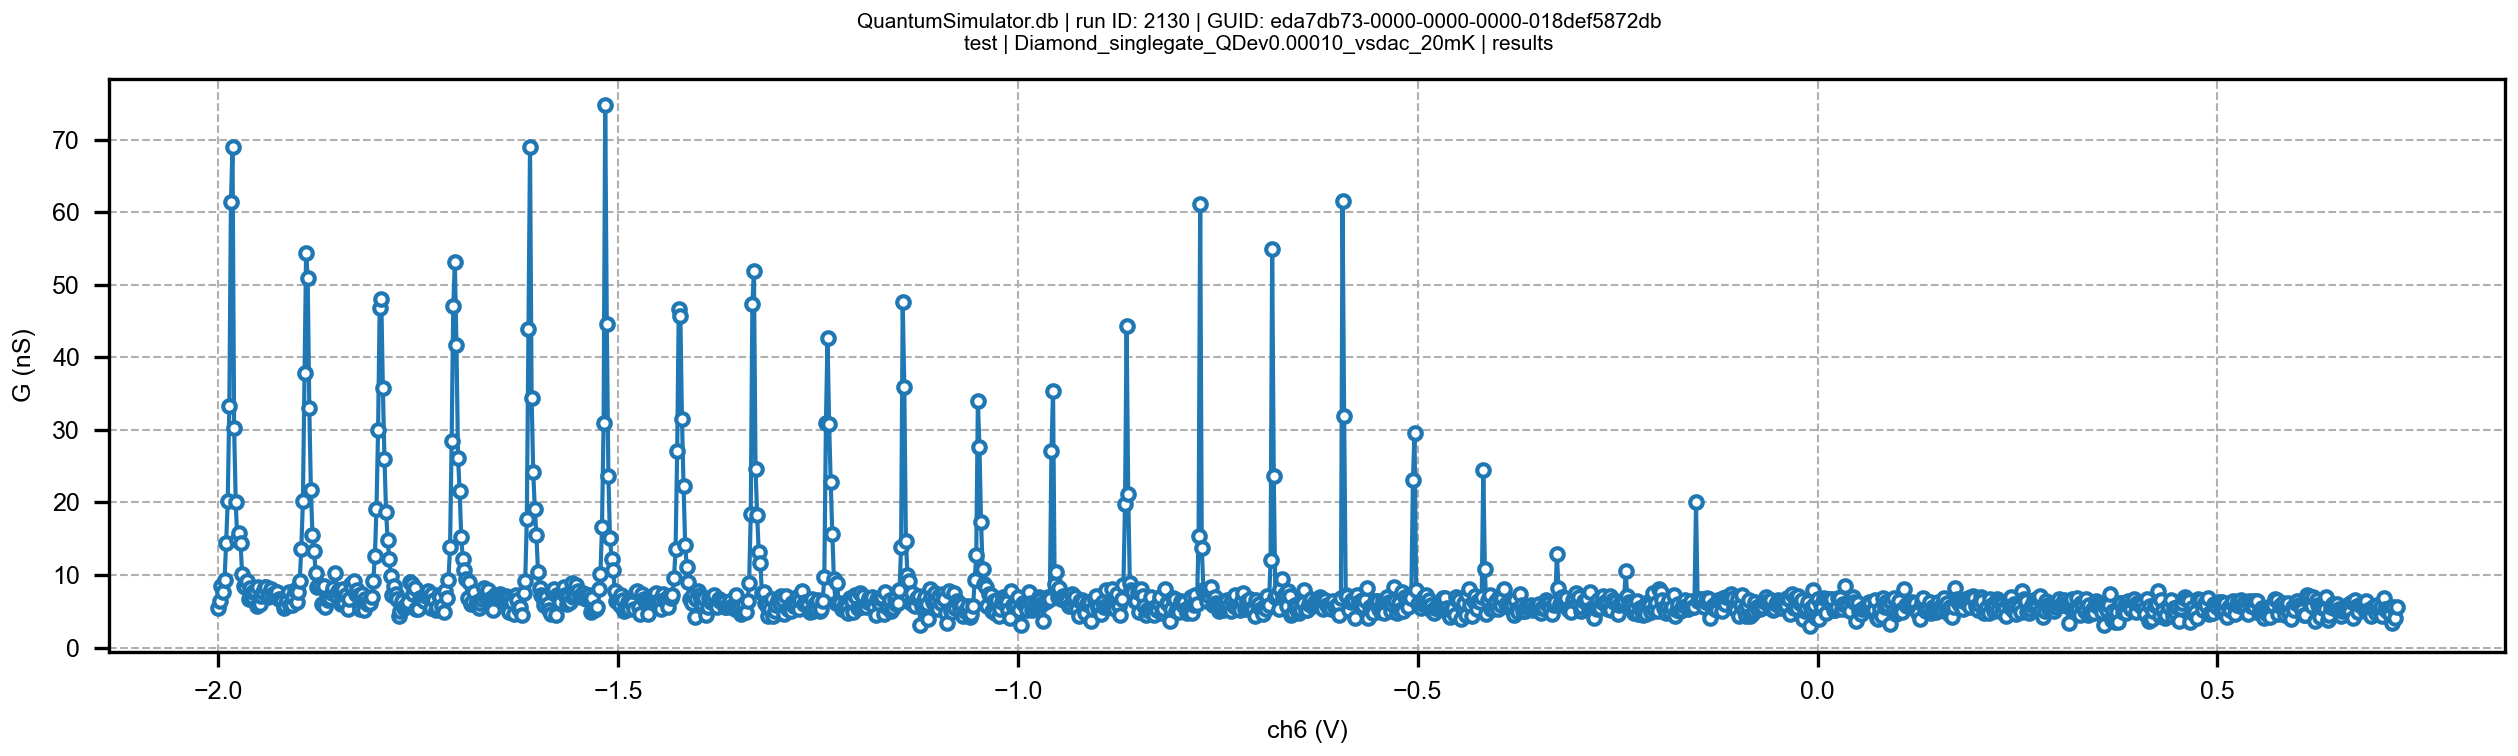 QuantumSimulator.db | run ID: 2130 | GUID: eda7db73-0000-0000-0000-018def5872db
test | Diamond_singlegate_QDev0.00010_vsdac_20mK | results
70
60
50
40
30
20
10
0
G (nS)
−2.0 −1.5 −1.0 −0.5 0.0 0.5
ch6 (V)